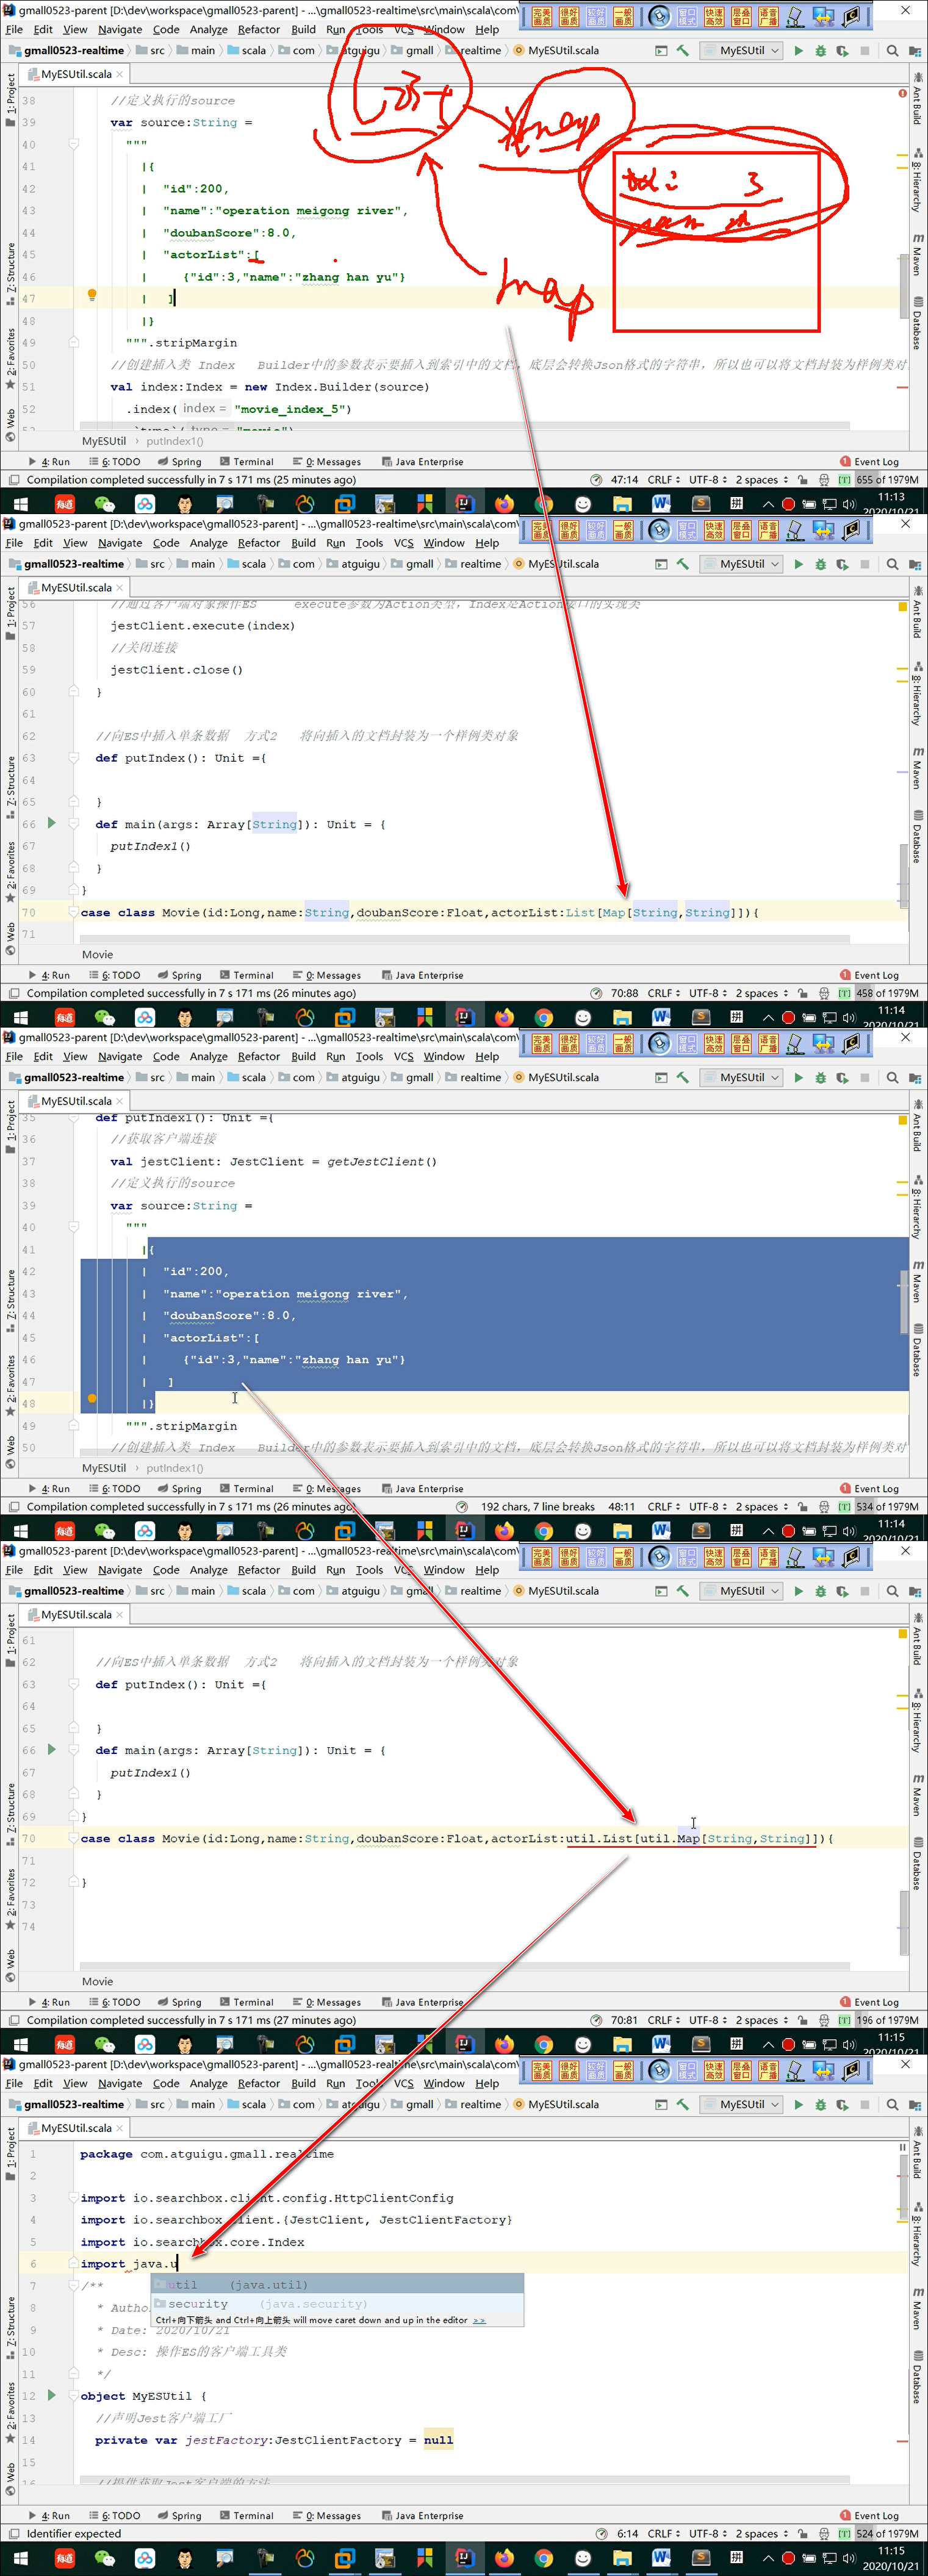 gmall0523-parent [D:\dev\workspace\gmall0523-parent] - ...\gmall0523-realtime\src\main\scala\com\
File Edit View Navigate Code Analyze Refactor Build Run Tools VCS Window Help
gmall0523-realtime src main scala com atguigu gmall realtime MyESUtil.scala MyESUtil
MyESUtil.scala
38 //定义执行的source
39 var source:String =
40 """
41 |{
42 | "id":200,
43 | "name":"operation meigong river",
44 | "doubanScore":8.0,
45 | "actorList":[
46 | {"id":3,"name":"zhang han yu"}
47 | ]
48 |}
49 """.stripMargin
50 //创建插入类 Index Builder中的参数表示要插入到索引中的文档，底层会转换Json格式的字符串，所以也可以将文档封装为样例类对
51 val index:Index = new Index.Builder(source)
52 .index( index = "movie_index_5")
MyESUtil › putIndex1()
4: Run 6: TODO Spring Terminal 0: Messages Java Enterprise 1 Event Log
Compilation completed successfully in 7 s 171 ms (25 minutes ago) 47:14 CRLF UTF-8 2 spaces 655 of 1979M
11:13
2020/10/21
gmall0523-parent [D:\dev\workspace\gmall0523-parent] - ...\gmall0523-realtime\src\main\scala\com\
File Edit View Navigate Code Analyze Refactor Build Run Tools VCS Window Help
gmall0523-realtime src main scala com atguigu gmall realtime MyESUtil.scala MyESUtil
MyESUtil.scala
56 //通过客户端对象操作ES execute参数为Action类型，Index是Action接口的实现类
57 jestClient.execute(index)
58 //关闭连接
59 jestClient.close()
60 }
61
62 //向ES中插入单条数据 方式2 将向插入的文档封装为一个样例类对象
63 def putIndex(): Unit ={
64
65 }
66 def main(args: Array[String]): Unit = {
67 putIndex1()
68 }
69 }
70 case class Movie(id:Long,name:String,doubanScore:Float,actorList:List[Map[String,String]]){
71
Movie
4: Run 6: TODO Spring Terminal 0: Messages Java Enterprise 1 Event Log
Compilation completed successfully in 7 s 171 ms (26 minutes ago) 70:88 CRLF UTF-8 2 spaces 458 of 1979M
11:14
2020/10/21
gmall0523-parent [D:\dev\workspace\gmall0523-parent] - ...\gmall0523-realtime\src\main\scala\com\
File Edit View Navigate Code Analyze Refactor Build Run Tools VCS Window Help
gmall0523-realtime src main scala com atguigu gmall realtime MyESUtil.scala MyESUtil
MyESUtil.scala
35 def putIndex1(): Unit ={
36 //获取客户端连接
37 val jestClient: JestClient = getJestClient()
38 //定义执行的source
39 var source:String =
40 """
41 |{
42 | "id":200,
43 | "name":"operation meigong river",
44 | "doubanScore":8.0,
45 | "actorList":[
46 | {"id":3,"name":"zhang han yu"}
47 | ]
48 |}
49 """.stripMargin
50 //创建插入类 Index Builder中的参数表示要插入到索引中的文档，底层会转换Json格式的字符串，所以也可以将文档封装为样例类对
MyESUtil › putIndex1()
4: Run 6: TODO Spring Terminal 0: Messages Java Enterprise 1 Event Log
Compilation completed successfully in 7 s 171 ms (26 minutes ago) 192 chars, 7 line breaks 48:11 CRLF UTF-8 2 spaces 534 of 1979M
11:14
2020/10/21
gmall0523-parent [D:\dev\workspace\gmall0523-parent] - ...\gmall0523-realtime\src\main\scala\com\
File Edit View Navigate Code Analyze Refactor Build Run Tools VCS Window Help
gmall0523-realtime src main scala com atguigu gmall realtime MyESUtil.scala MyESUtil
MyESUtil.scala
61
62 //向ES中插入单条数据 方式2 将向插入的文档封装为一个样例类对象
63 def putIndex(): Unit ={
64
65 }
66 def main(args: Array[String]): Unit = {
67 putIndex1()
68 }
69 }
70 case class Movie(id:Long,name:String,doubanScore:Float,actorList:util.List[util.Map[String,String]]){
71
72 }
73
74
Movie
4: Run 6: TODO Spring Terminal 0: Messages Java Enterprise 1 Event Log
Compilation completed successfully in 7 s 171 ms (27 minutes ago) 70:81 CRLF UTF-8 2 spaces 196 of 1979M
11:15
2020/10/21
gmall0523-parent [D:\dev\workspace\gmall0523-parent] - ...\gmall0523-realtime\src\main\scala\com\
File Edit View Navigate Code Analyze Refactor Build Run Tools VCS Window Help
gmall0523-realtime src main scala com atguigu gmall realtime MyESUtil.scala MyESUtil
MyESUtil.scala
1 package com.atguigu.gmall.realtime
2
3 import io.searchbox.client.config.HttpClientConfig
4 import io.searchbox.client.{JestClient, JestClientFactory}
5 import io.searchbox.core.Index
6 import java.u
util (java.util)
security (java.security)
Ctrl+向下箭头 and Ctrl+向上箭头 will move caret down and up in the editor >>
7 /**
8 * Autho
9 * Date: 2020/10/21
10 * Desc: 操作ES的客户端工具类
11 */
12 object MyESUtil {
13 //声明Jest客户端工厂
14 private var jestFactory:JestClientFactory = null
15
16 //提供获取Jest客户端的方法
4: Run 6: TODO Spring Terminal 0: Messages Java Enterprise 1 Event Log
Identifier expected 6:14 CRLF UTF-8 2 spaces 524 of 1979M
11:15
2020/10/21